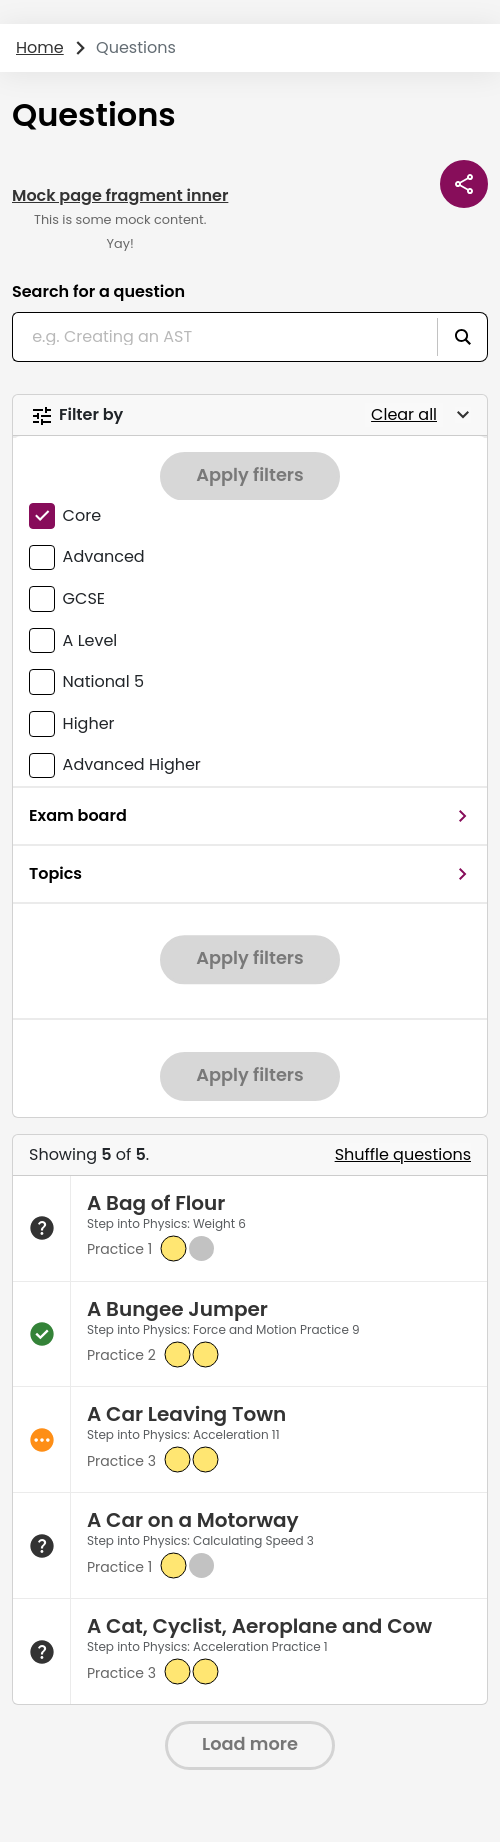 Home Questions
Questions
Mock page fragment inner
This is some mock content.
Yay!
Search for a question
e.g. Creating an AST
Filter by Clear all
Apply filters
Core
Advanced
GCSE
A Level
National 5
Higher
Advanced Higher
Exam board
Topics
Apply filters
Apply filters
Showing 5 of 5. Shuffle questions
A Bag of Flour
Step into Physics: Weight 6
Practice 1
A Bungee Jumper
Step into Physics: Force and Motion Practice 9
Practice 2
A Car Leaving Town
Step into Physics: Acceleration 11
Practice 3
A Car on a Motorway
Step into Physics: Calculating Speed 3
Practice 1
A Cat, Cyclist, Aeroplane and Cow
Step into Physics: Acceleration Practice 1
Practice 3
Load more